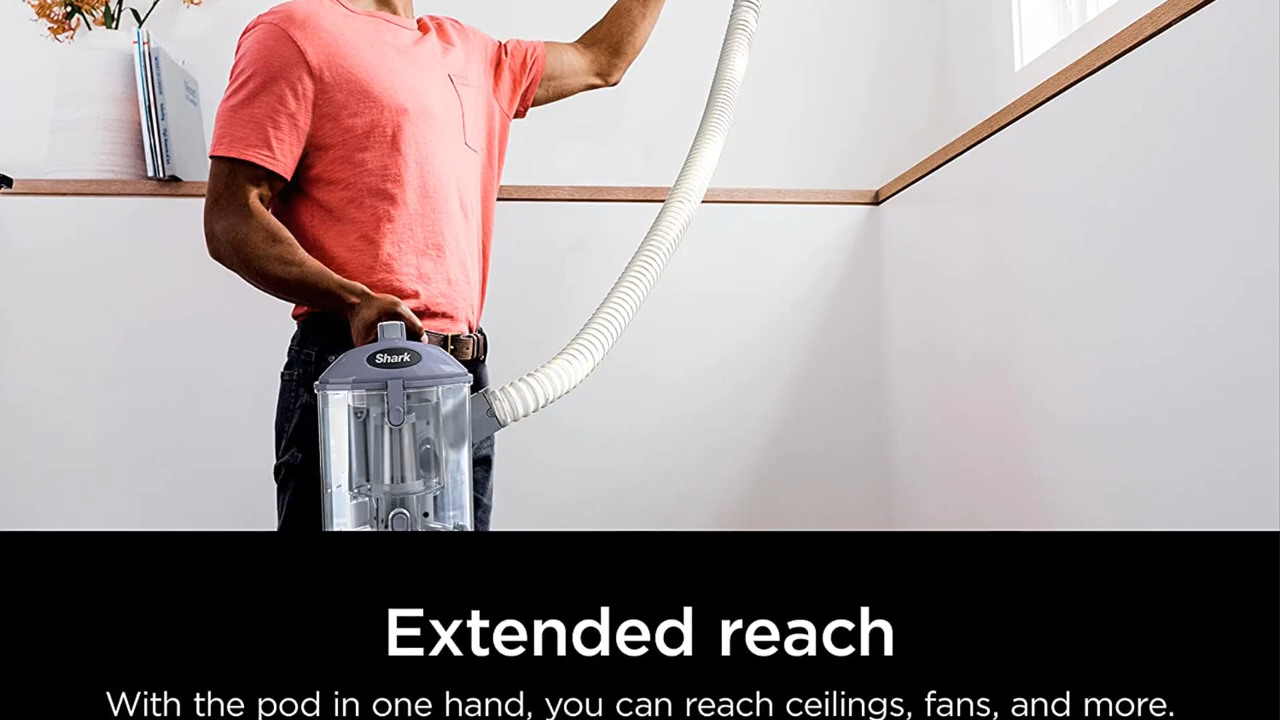 Shark
Extended reach
With the pod in one hand, you can reach ceilings, fans, and more.